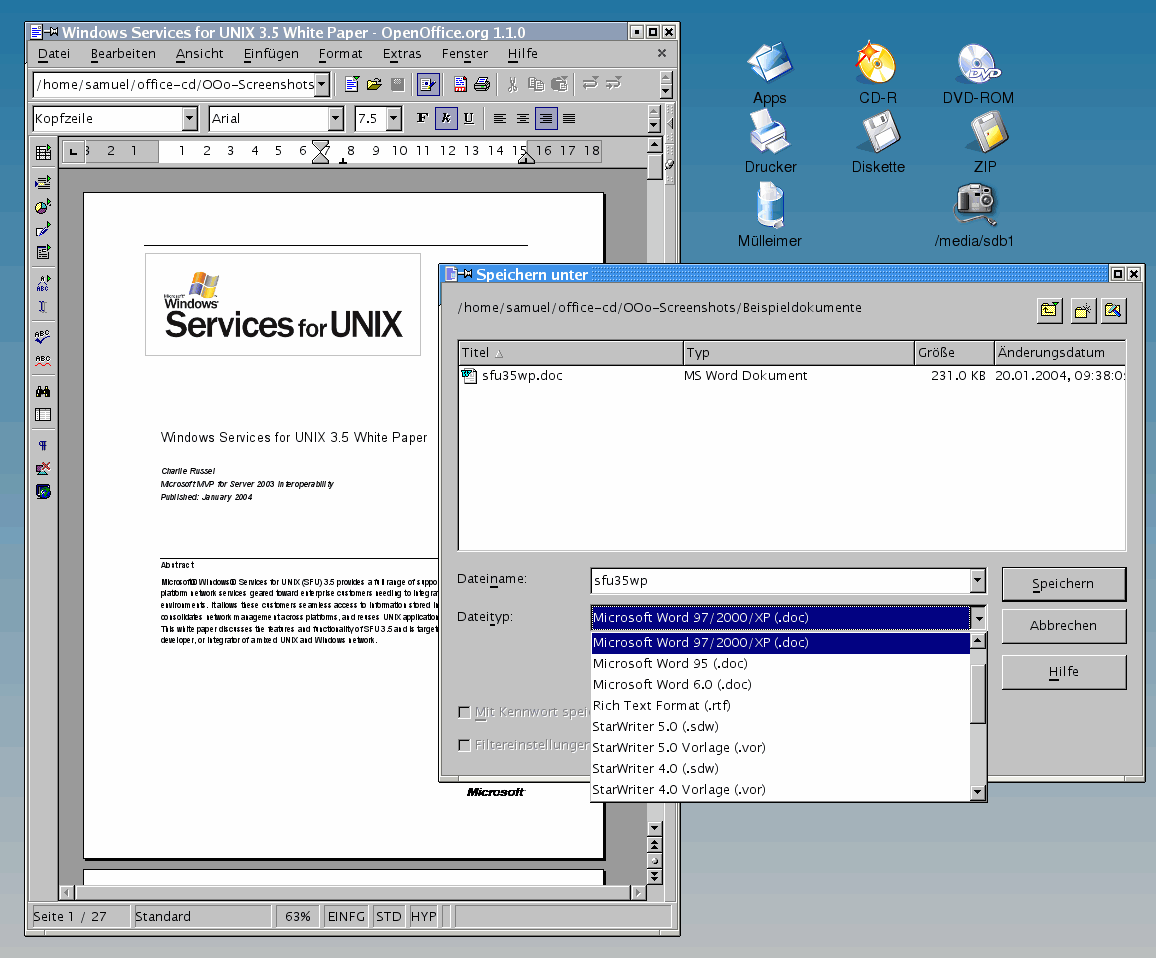 Windows Services for UNIX 3.5 White Paper - OpenOffice.org 1.1.0
Datei Bearbeiten Ansicht Einfügen Format Extras Fenster Hilfe
/home/samuel/office-cd/OOo-Screenshots
Kopfzeile Arial 7.5 F k U
3 2 1 1 2 3 4 5 6 7 8 9 10 11 12 13 14 15 16 17 18
Microsoft
Windows
Services for UNIX
Windows Services for UNIX 3.5 White Paper
Charlie Russel
Microsoft MVP for Server 2003 Interoperability
Published: January 2004
Abstract
Microsoft® Windows® Services for UNIX (SFU) 3.5 provides a full range of suppo
platform network services geared toward enterprise customers needing to integra
environments. It allows these customers seamless access to information stored in
consolidates network management across platforms, and reuses UNIX application
This white paper discusses the features and functionality of SFU 3.5 and is target
developer, or integrator of a mixed UNIX and Windows network.
Microsoft
Seite 1 / 27 Standard 63% EINFG STD HYP
Apps CD-R DVD-ROM
Drucker Diskette ZIP
Mülleimer /media/sdb1
Speichern unter
/home/samuel/office-cd/OOo-Screenshots/Beispieldokumente
Titel Typ Größe Änderungsdatum
sfu35wp.doc MS Word Dokument 231.0 KB 20.01.2004, 09:38:0
Dateiname: sfu35wp Speichern
Dateityp: Microsoft Word 97/2000/XP (.doc) Abbrechen
Hilfe
Microsoft Word 97/2000/XP (.doc)
Microsoft Word 95 (.doc)
Microsoft Word 6.0 (.doc)
Rich Text Format (.rtf)
StarWriter 5.0 (.sdw)
StarWriter 5.0 Vorlage (.vor)
StarWriter 4.0 (.sdw)
StarWriter 4.0 Vorlage (.vor)
Mit Kennwort spei
Filtereinstellungen